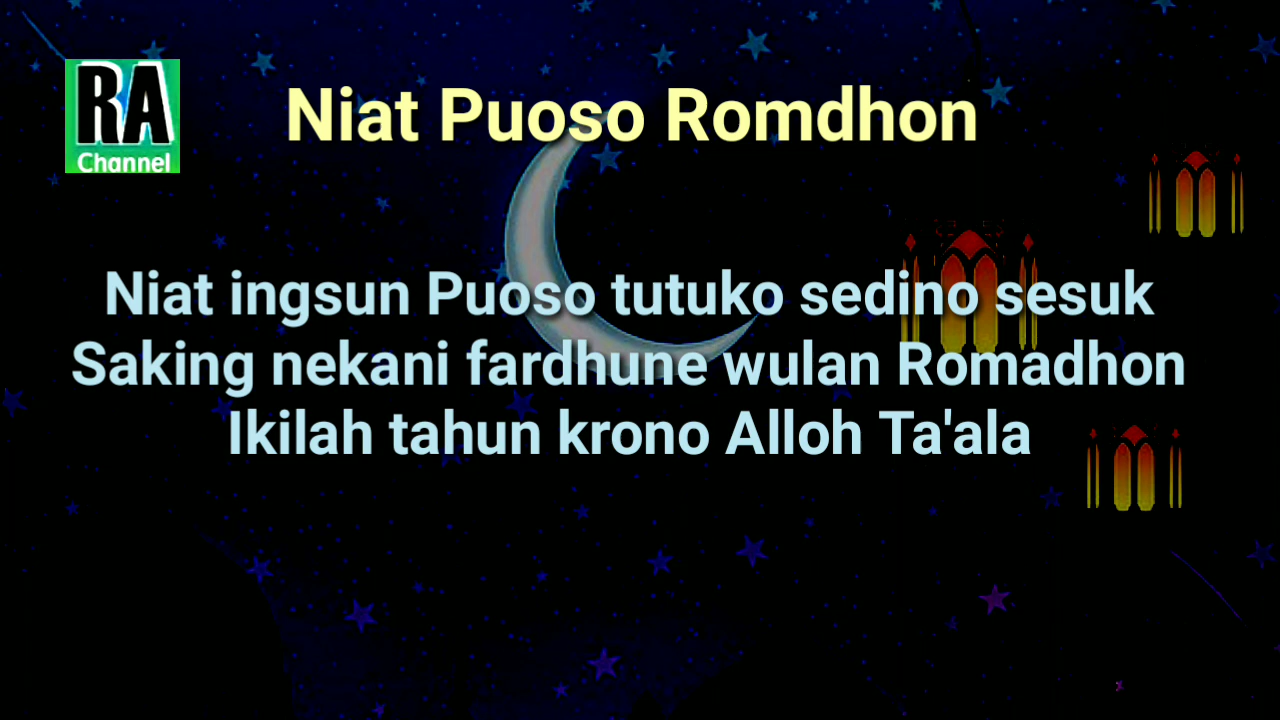 RA
Channel
Niat Puoso Romdhon
Niat ingsun Puoso tutuko sedino sesuk
Saking nekani fardhune wulan Romadhon
Ikilah tahun krono Alloh Ta'ala